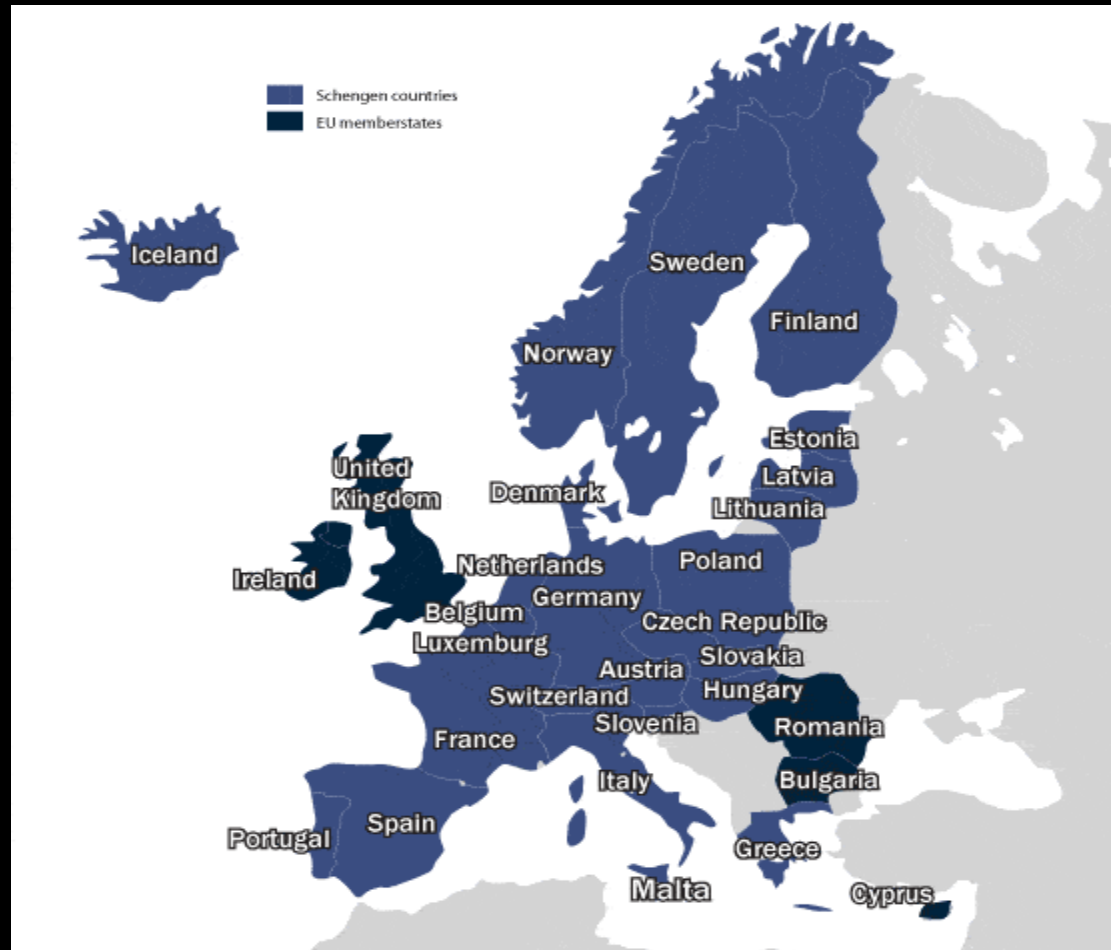 Schengen countries
EU memberstates
Iceland
Sweden
Finland
Norway
Estonia
United
Kingdom
Latvia
Denmark
Lithuania
Netherlands
Poland
Ireland
Germany
Belgium
Czech Republic
Luxemburg
Slovakia
Austria
Hungary
Switzerland
Slovenia
Romania
France
Italy
Bulgaria
Spain
Portugal
Greece
Malta
Cyprus